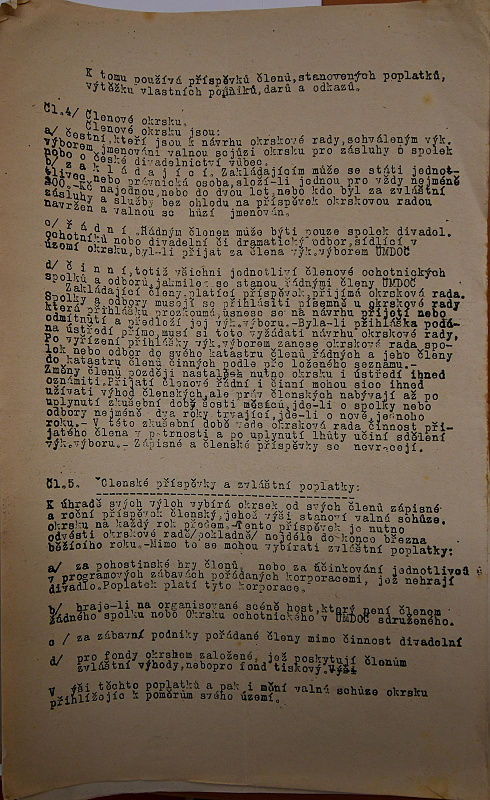 K tomu používá příspěvků členů,stanovených poplatků,
výtěžku vlastních podniků,darů a odkazů.
Čl.4/ Členové okrsku.
Členové okrsku jsou:
a/ čestní,kteří jsou k návrhu okrskové rady,schváleným výk.
výborem jmenováni valnou scjůzí okrsku pro zásluhy o spolek
nebo o české divadelnictví vůbec.
b/ z a k l á d a j í c í. Zakládajícím může se státi jednot-
tlivec,nebo právnická osoba,složí-li jednou pro vždy nejméně
300.-Kč najednou,nebo do dvou let,nebo kdo byl za zvláštní
zásluhy a služby bez ohledu na příspěvek okrskovou radou
navržen a valnou sc hůzí jmenován.
c/ ř á d n í .Řádným členem může býti pouze spolek divadel.
ochotníků nebo divadelní či dramatický odbor,sídlící v
území okrsku,byl-li přijat za člena výk.výborem ÚMDOČ
d/ č i n n í,totiž všichni jednotliví členové ochotnických
spolků a odborů,jakmile se stanou řádnými členy ÚMDOČ
Zakládající členy,platící příspěvek,přijímá okrsková rada.
Spolky a odbory musejí se přihlásiti písemně u okrskové rady
která přihlášku prozkoumá,usnese se na návrhu přijetí nebo
odmítnutí a předloží jej výk.výboru.-Byla-li přihláška podá-
na ústředí přímo,musí si toto vyžádati návrhu okrskové rady,
Po vyřízení přihlášky výk.výborem zanese okrsková rada spo-
lek nebo odbor do svého katastru členů řádných a jeho členy
do katastru členů činných podle pro loženého seznamu.-
Změny členů později nastalé nutno okrsku i ústředí ihned
oznámiti.Přijatí členové řádní i činní mohou sice ihned
užívati výhod členských,ale práv členských nabývají až po
uplynutí zkušební doby šesti měsíců,jde-li o spolky nebo
odbory nejméně dva roky trvající,jde-li o nové,jednoho
roku.- V této zkušební době vede okrsková rada činnost při-
jatého člena v patrnosti a po uplynutí lhůty učiní sdělení
výk.výboru.- Zápisné a členské příspěvky se nevracejí.
Čl.5. Členské příspěvky a zvláštní poplatky:
K úhradě svých výloh vybírá okrsek od svých členů zápisné
a roční příspěvek členský,jehož výši stanoví valná schůze.
okrsku na každý rok předem.-Tento příspěvek je nutno
odvésti okrskové radě/pokladně/ nejdéle do konce března
běžícího roku.-Mimo to se mohou vybírati zvláštní poplatky:
a/ za pohostinské hry členů, nebo za účinkování jednotlivců
v programových zábavách pořádaných korporacemi, jež nehrají
divadlo.Poplatek platí tyto korporace.
b/ hraje-li na organisované scéně host,který není členem
žádného spolku nebo Okrsku ochotnického v ÚMDOČ sdruženého.
c / za zábavní podniky pořádané členy mimo činnost divadelní
d/ pro fondy okrskem založené, jež poskytují členům
zvláštní výhody,nebopro fond tiskový.
V ýši těchto poplatků a pak i mění valná schůze okrsku
přihlížejíc k poměrům svého území.